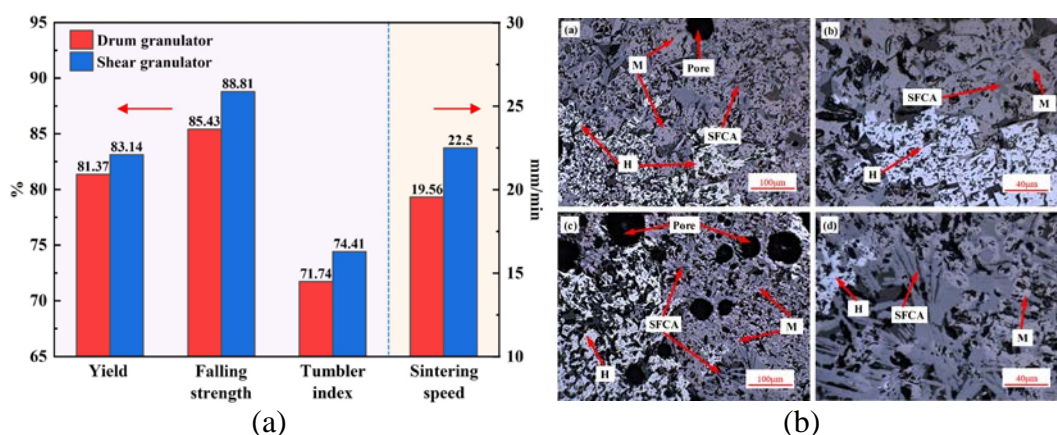 95
90
85
80
75
70
65
%
Drum granulator
Shear granulator
81.37
83.14
85.43
88.81
71.74
74.41
19.56
22.5
30
25
20
15
10
mm/min
Yield
Falling
strength
Tumbler
index
Sintering
speed
(a)
(a)
M
Pore
SFCA
H
100μm
(b)
SFCA
M
H
40μm
(c)
Pore
SFCA
M
H
100μm
(d)
H
SFCA
M
40μm
(b)